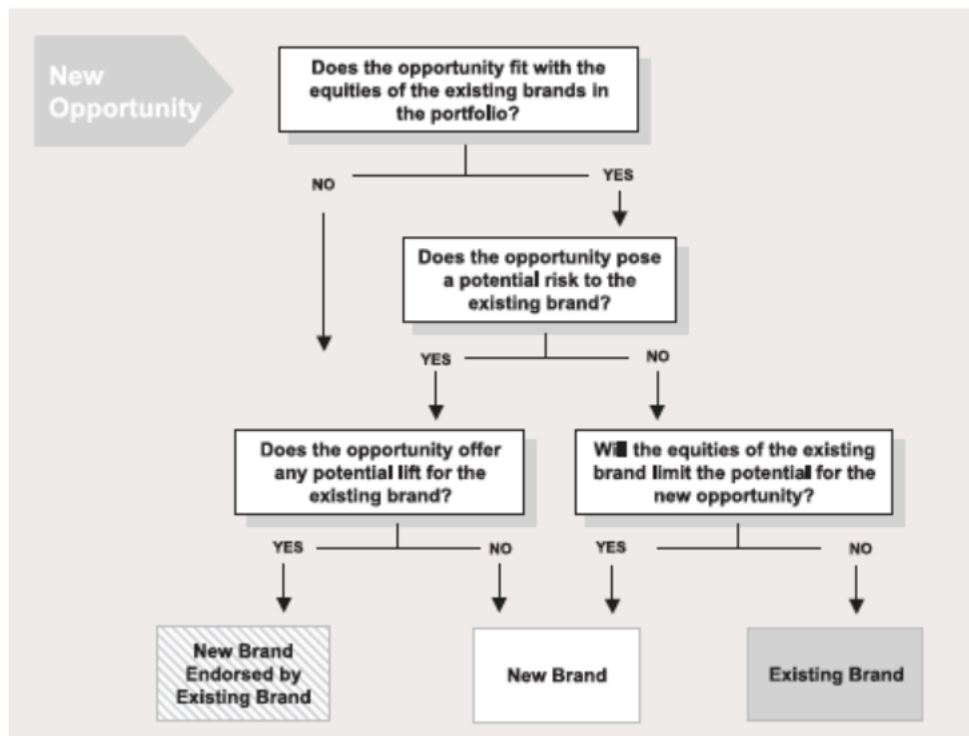 New
Opportunity
Does the opportunity fit with the
equities of the existing brands in
the portfolio?
NO
YES
Does the opportunity pose
a potential risk to the
existing brand?
YES
NO
Does the opportunity offer
any potential lift for the
existing brand?
Will the equities of the existing
brand limit the potential for the
new opportunity?
YES
NO
YES
NO
New Brand
Endorsed by
Existing Brand
New Brand
Existing Brand